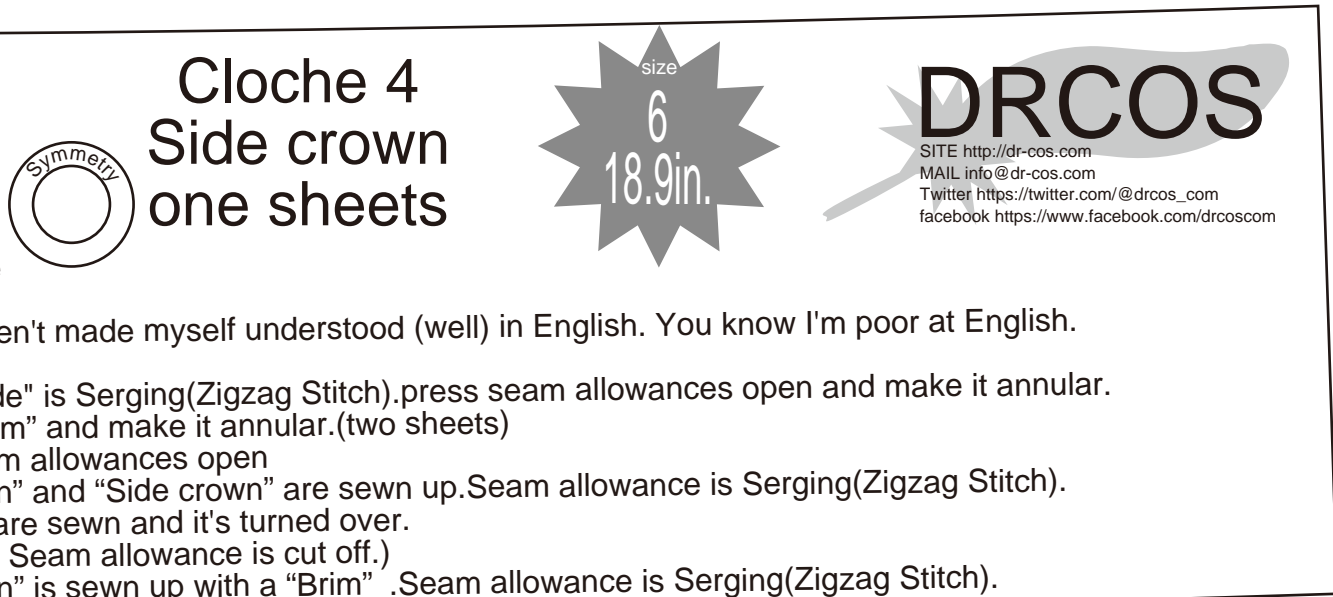 Cloche 4
Side crown
one sheets
Symmetry
size
6
18.9in.
DRCOS
SITE http://dr-cos.com
MAIL info@dr-cos.com
Twitter https://twitter.com/@drcos_com
facebook https://www.facebook.com/drcoscom
en't made myself understood (well) in English. You know I'm poor at English.
de" is Serging(Zigzag Stitch).press seam allowances open and make it annular.
m” and make it annular.(two sheets)
m allowances open
n” and “Side crown” are sewn up.Seam allowance is Serging(Zigzag Stitch).
are sewn and it's turned over.
Seam allowance is cut off.)
n” is sewn up with a “Brim” .Seam allowance is Serging(Zigzag Stitch).